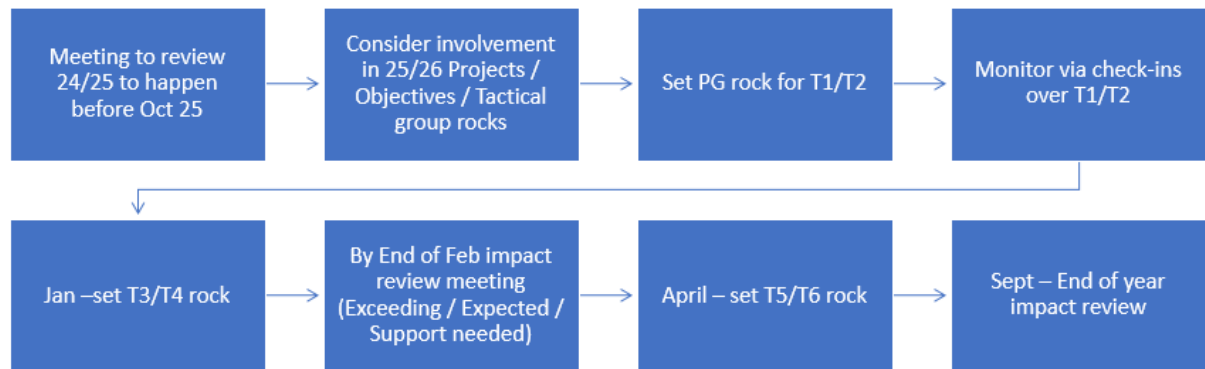 Meeting to review
24/25 to happen
before Oct 25
Consider involvement
in 25/26 Projects /
Objectives / Tactical
group rocks
Set PG rock for T1/T2
Monitor via check-ins
over T1/T2
Jan –set T3/T4 rock
By End of Feb impact
review meeting
(Exceeding / Expected /
Support needed)
April – set T5/T6 rock
Sept – End of year
impact review